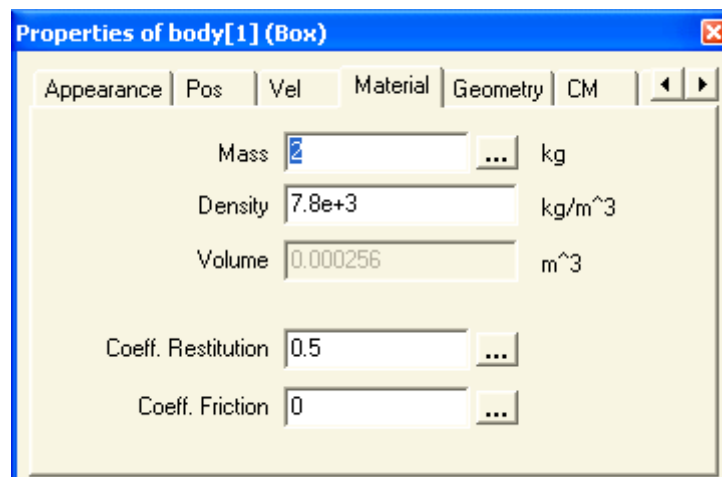 Properties of body[1] (Box)
Appearance Pos Vel Material Geometry CM
Mass 2 ... kg
Density 7.8e+3 kg/m^3
Volume 0.000256 m^3
Coeff. Restitution 0.5 ...
Coeff. Friction 0 ...